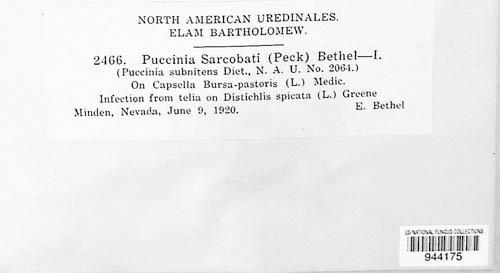 NORTH AMERICAN UREDINALES.
ELAM BARTHOLOMEW.
2466. Puccinia Sarcobati (Peck) Bethel—I.
(Puccinia subnitens Diet., N. A. U. No. 2064.)
On Capsella Bursa-pastoris (L.) Medic.
Infection from telia on Distichlis spicata (L.) Greene
Minden, Nevada, June 9, 1920. E. Bethel
US NATIONAL FUNGUS COLLECTIONS
944175